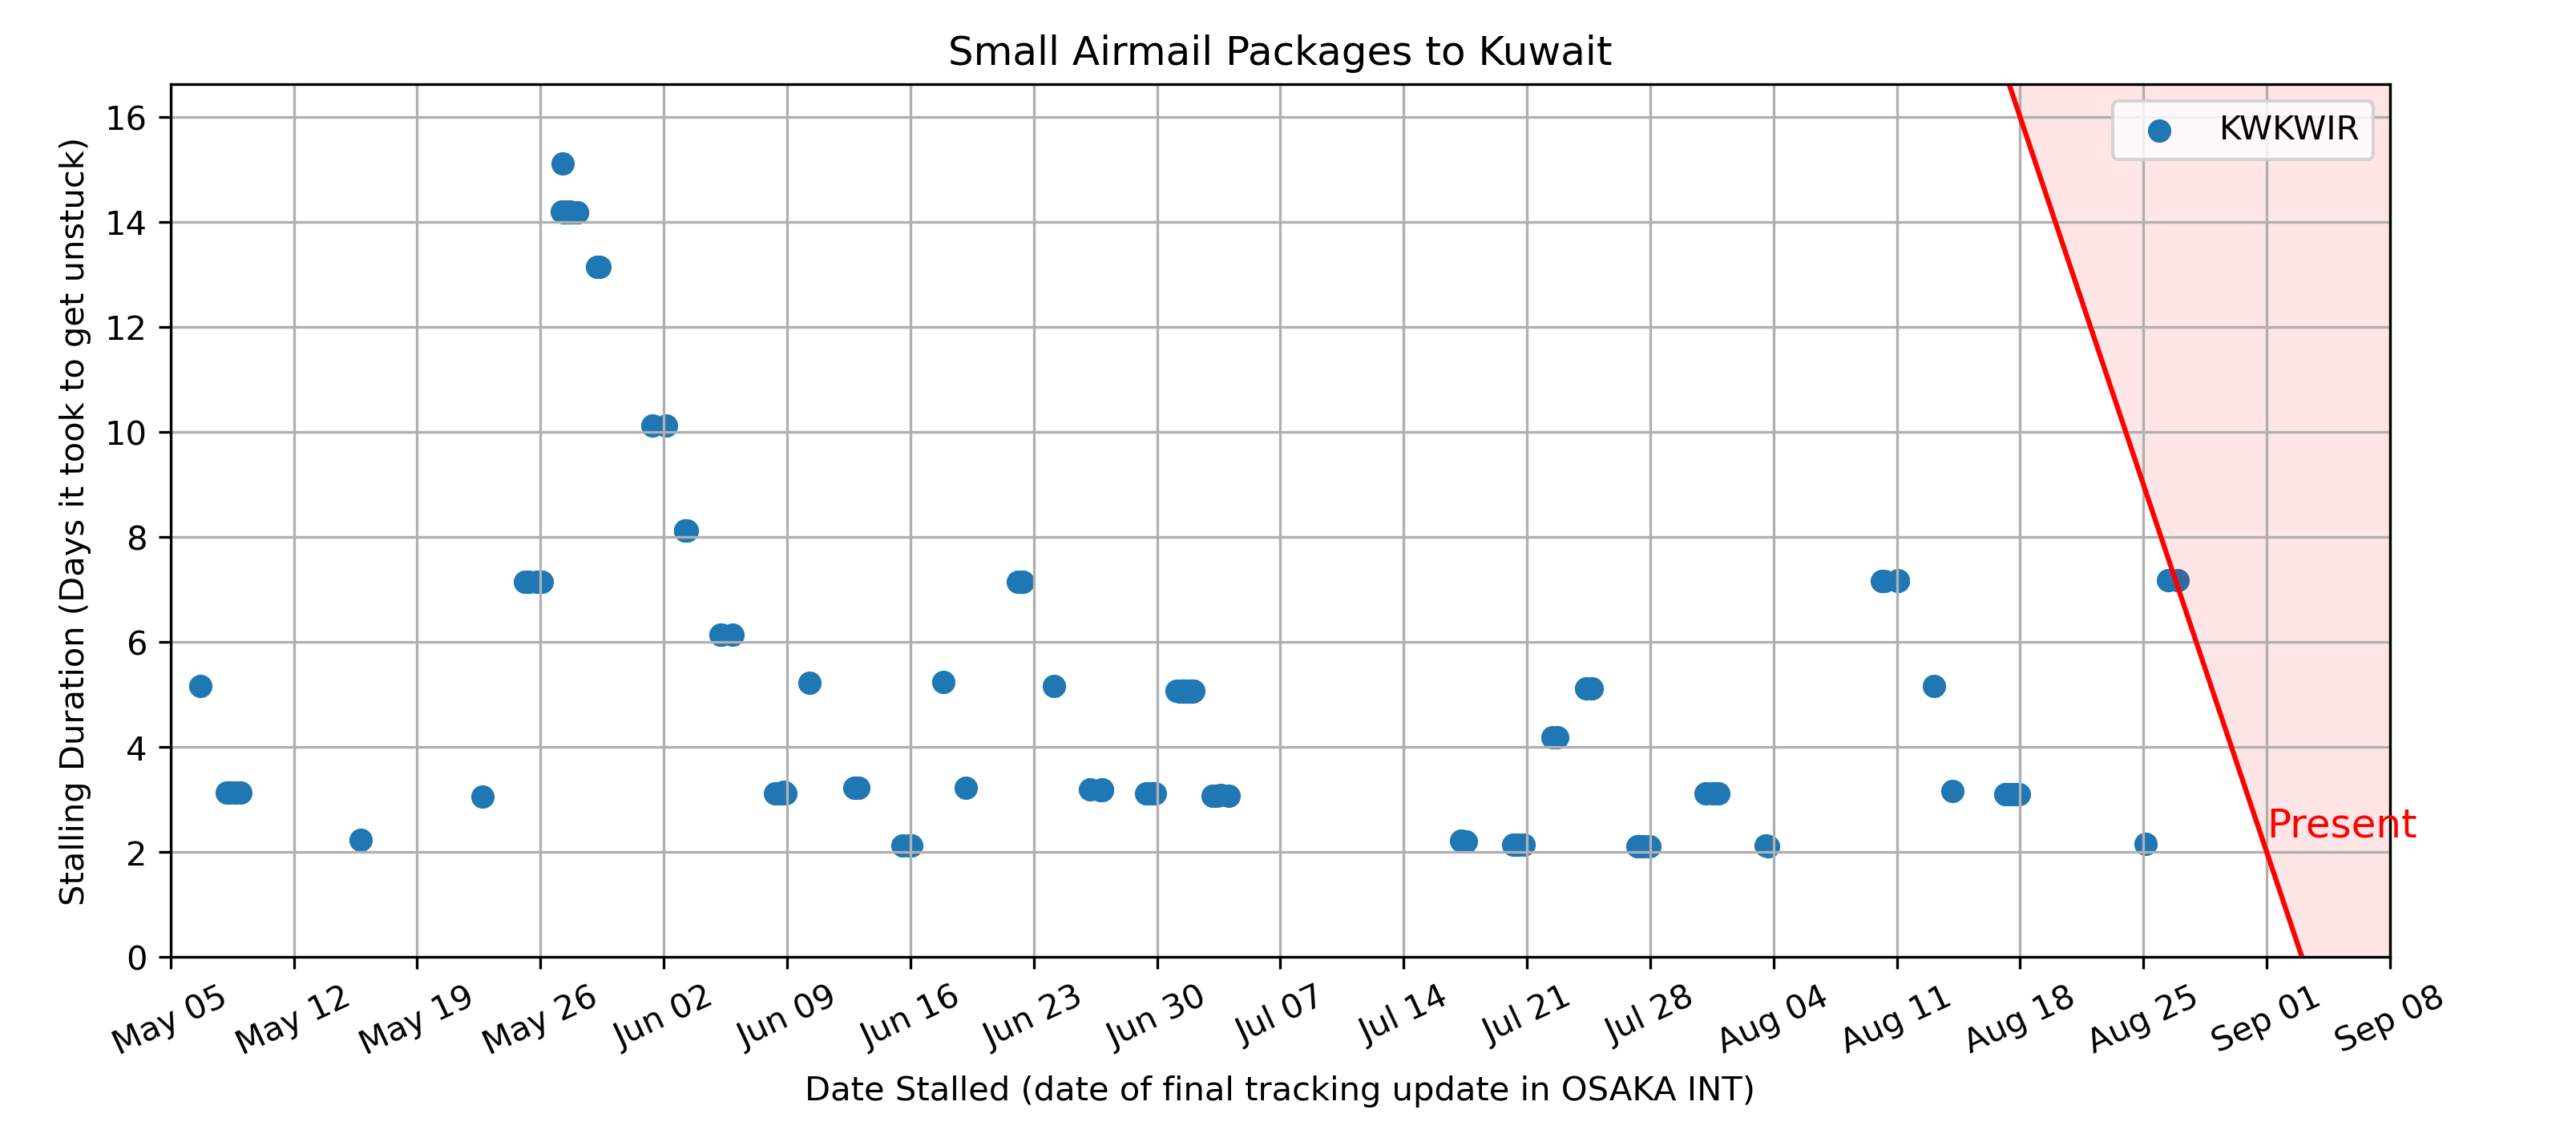 Small Airmail Packages to Kuwait
KWKWIR
Present
Stalling Duration (Days it took to get unstuck)
16
14
12
10
8
6
4
2
0
May 05 May 12 May 19 May 26 Jun 02 Jun 09 Jun 16 Jun 23 Jun 30 Jul 07 Jul 14 Jul 21 Jul 28 Aug 04 Aug 11 Aug 18 Aug 25 Sep 01 Sep 08
Date Stalled (date of final tracking update in OSAKA INT)